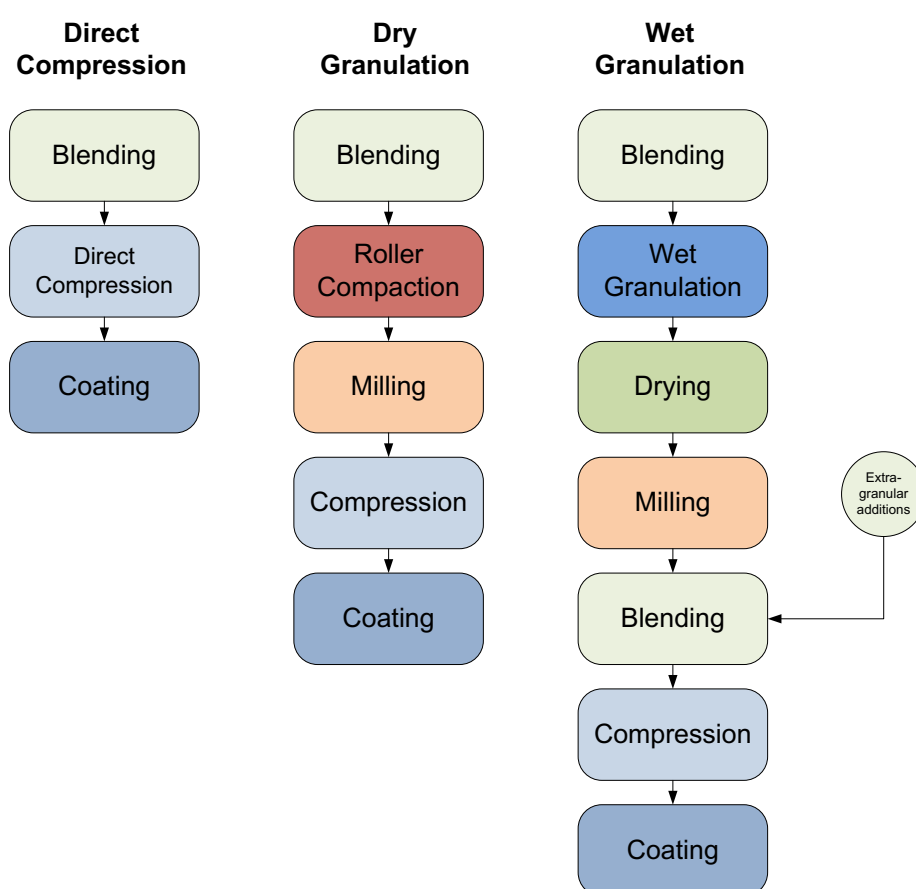 Direct
Compression
Blending
Direct
Compression
Coating
Dry
Granulation
Blending
Roller
Compaction
Milling
Compression
Coating
Wet
Granulation
Blending
Wet
Granulation
Drying
Milling
Extra-
granular
additions
Blending
Compression
Coating